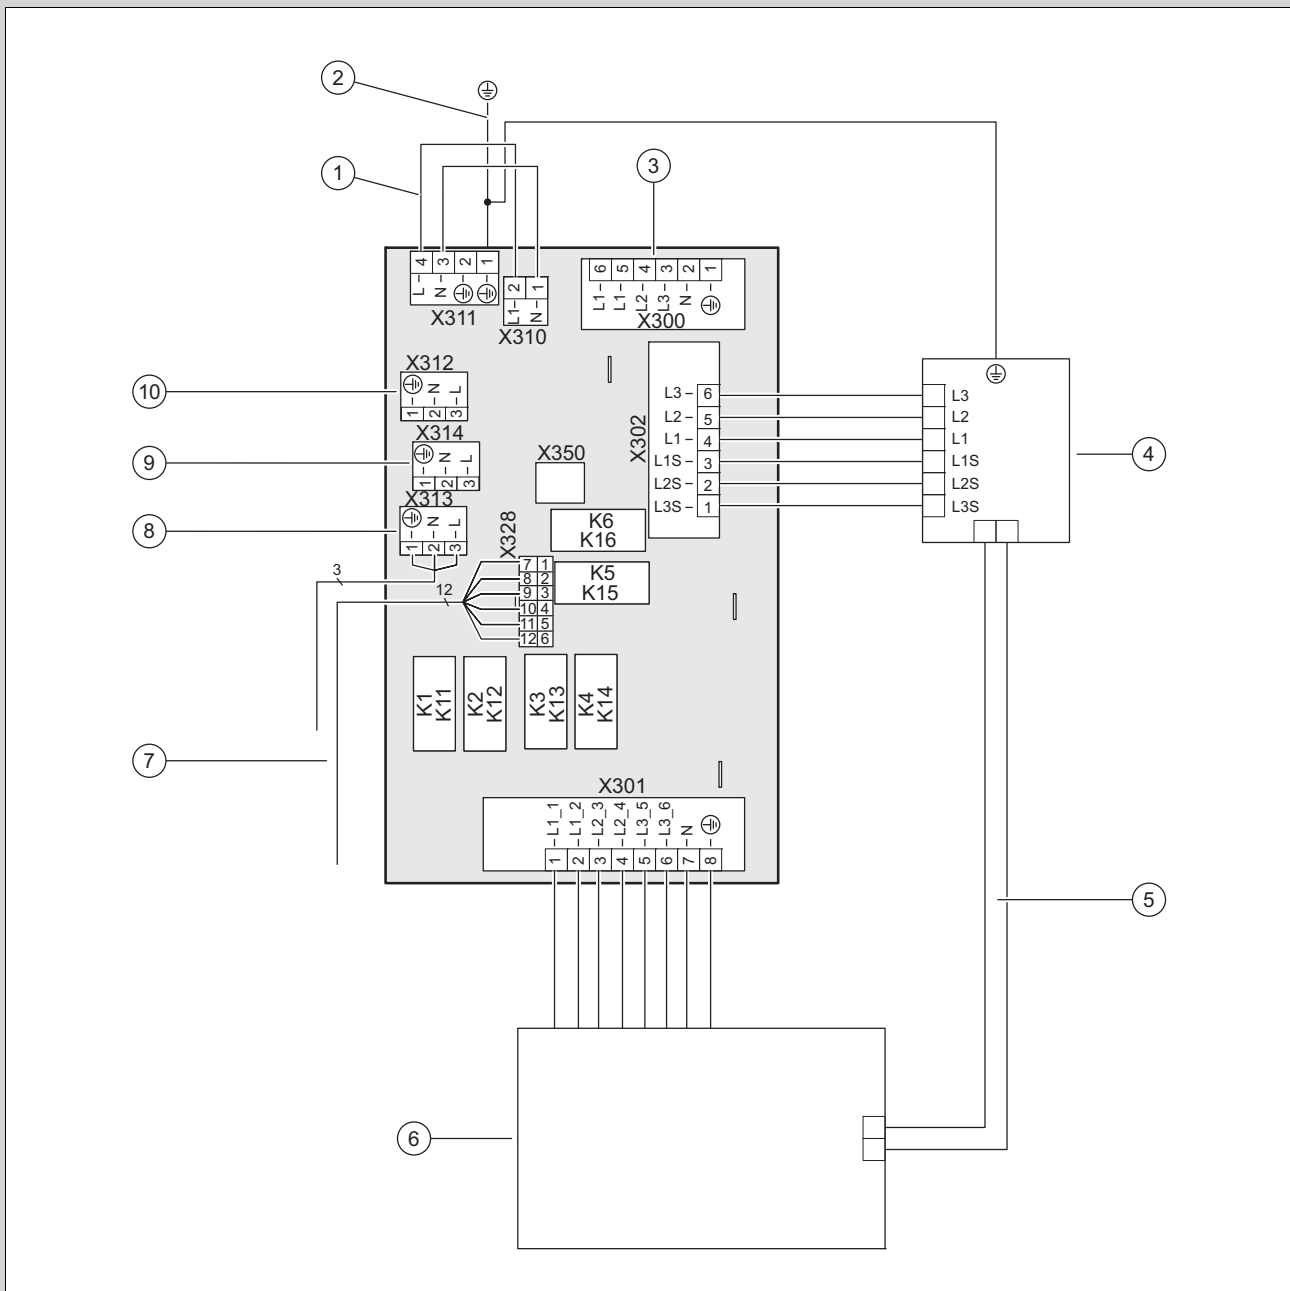 2
1
3
4 3 2 1
L – N –
X311
2 1
L1 – N –
X310
6 5 4 3 2 1
L1 – L1 – L2 – L3 – N –
X300
X312
N L
1 2 3
10
X314
N L
1 2 3
9
X313
N L
1 2 3
8
3
12
X350
X302
L3 – 6
L2 – 5
L1 – 4
L1S – 3
L2S – 2
L3S – 1
L3
L2
L1
L1S
L2S
L3S
4
K6
K16
K5
K15
X328
7 1
8 2
9 3
10 4
11 5
12 6
K1
K11
K2
K12
K3
K13
K4
K14
7
X301
L1_1 L1_2 L2_3 L2_4 L3_5 L3_6 N
1 2 3 4 5 6 7 8
5
6